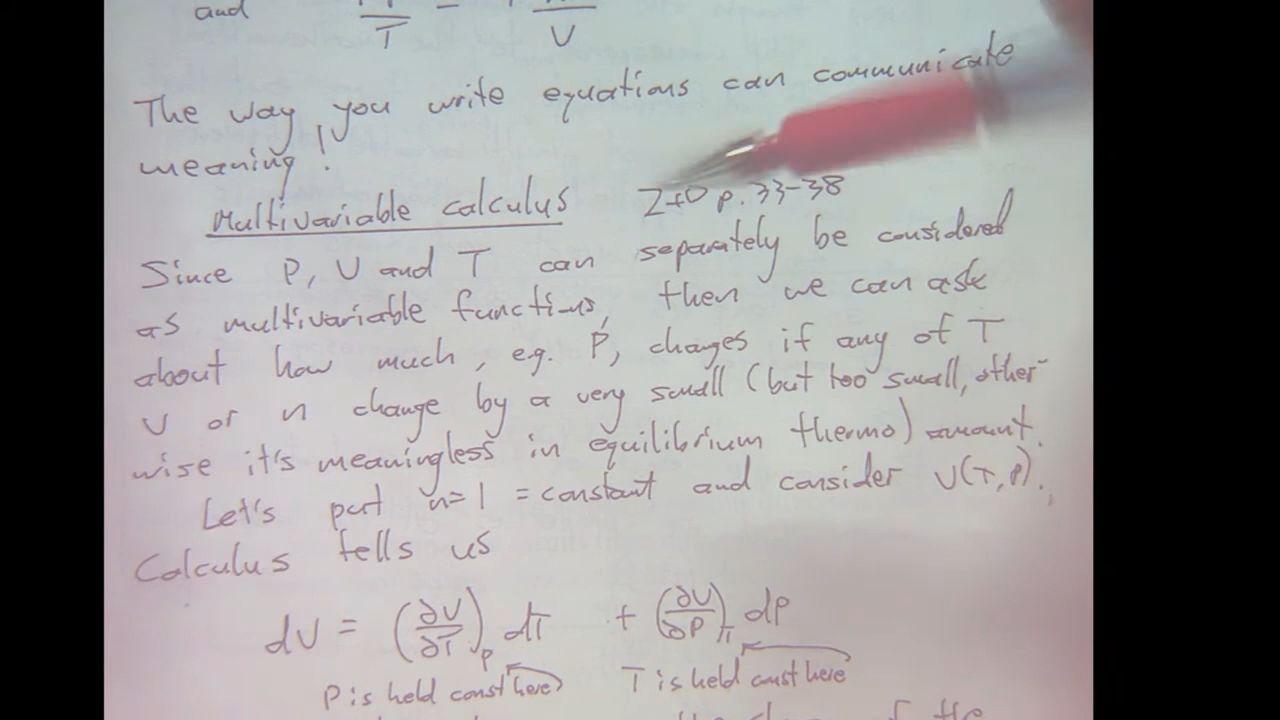 and T V
The way you write equations can communicate
meaning!
Multivariable calculus Z+D p. 33-38
Since P, V and T can separately be considered
as multivariable functions, then we can ask
about how much, e.g. P, changes if any of T
V or n change by a very small (but too small, other-
wise it's meaningless in equilibrium thermo) amount.
Let's put n=1 = constant and consider V(T,P).
Calculus tells us
dV = (∂V/∂T)_P dT + (∂V/∂P)_T dP
P is held const here T is held const here
of the